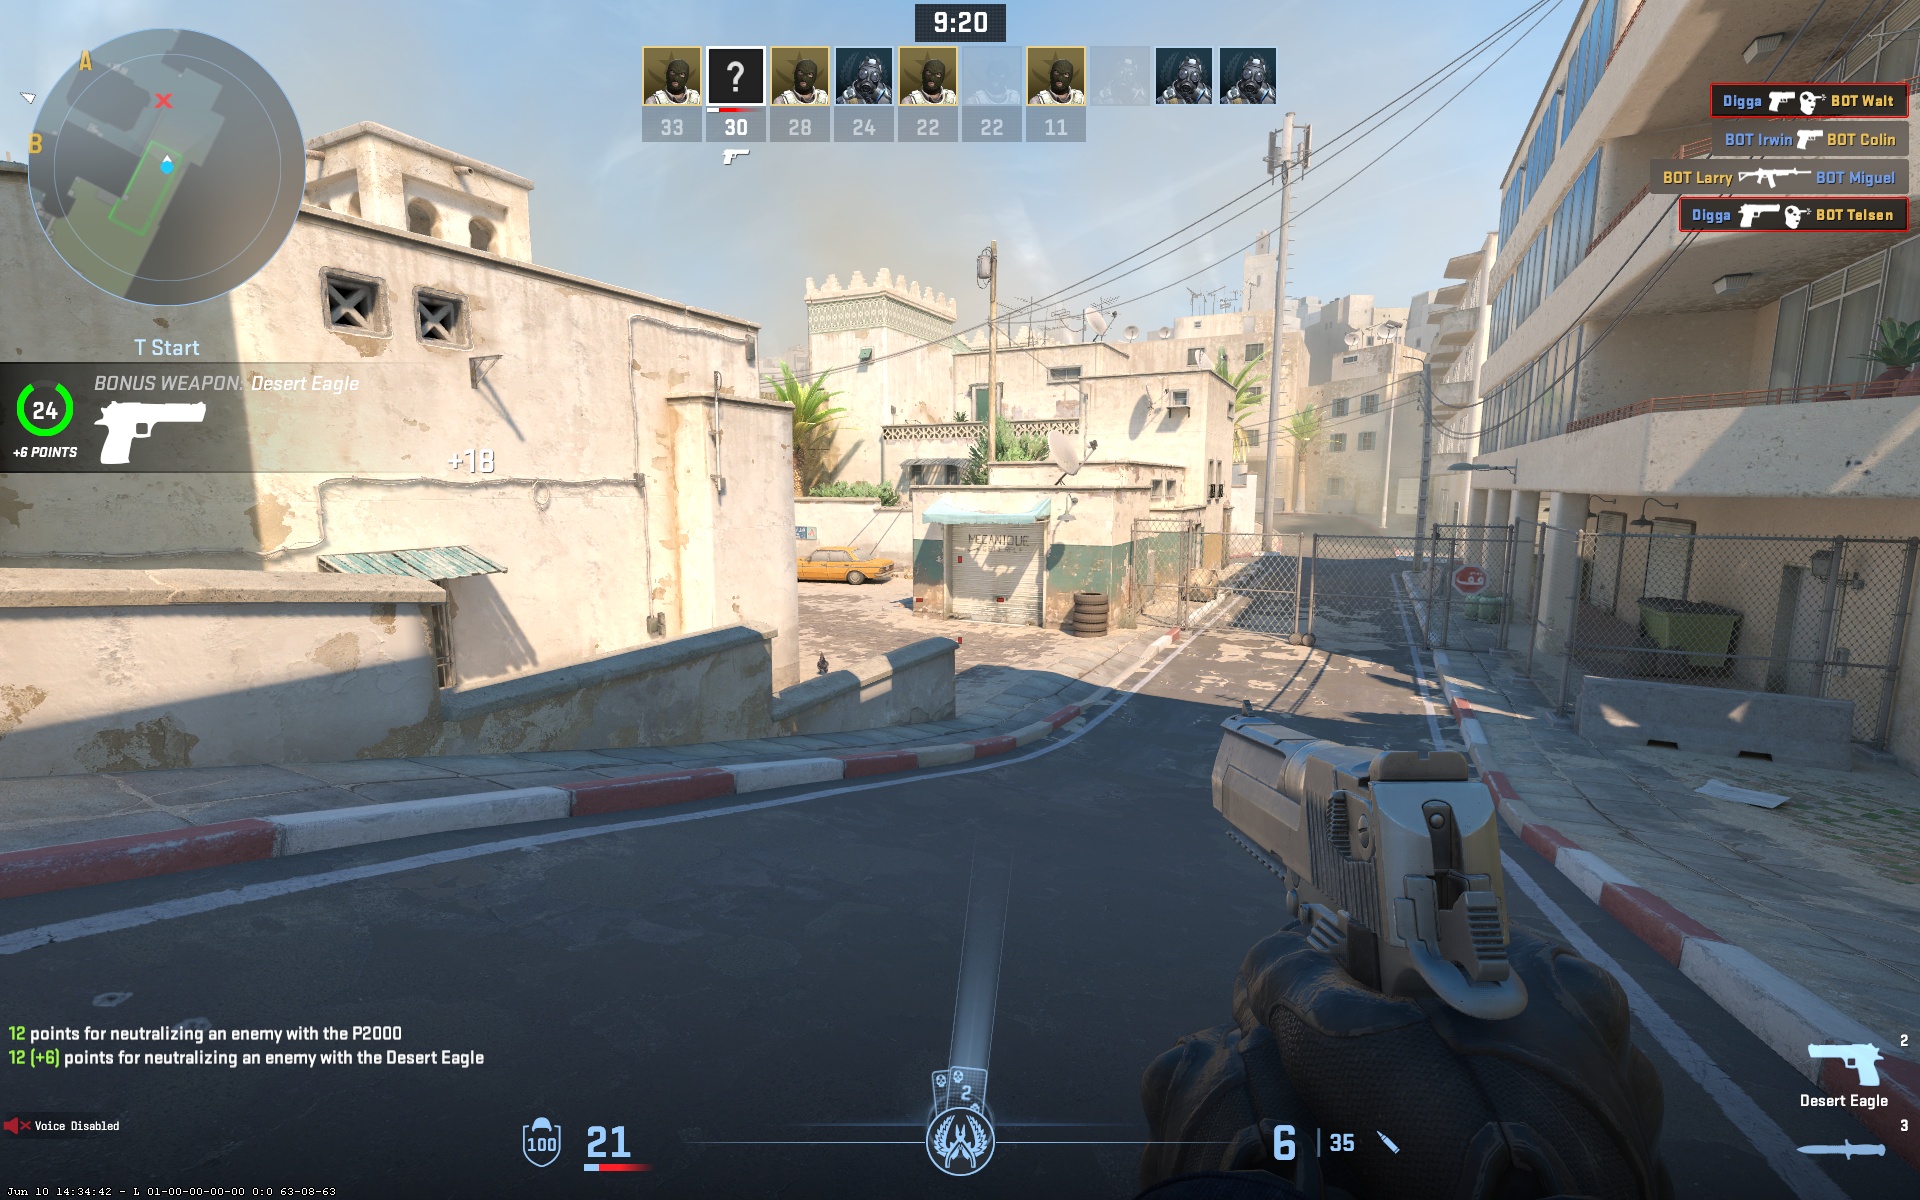 9:20
A
?
33
30
28
24
22
22
11
Digga BOT Walt
BOT Irwin BOT Colin
B
BOT Larry BOT Miguel
Digga BOT Telsen
T Start
BONUS WEAPON: Desert Eagle
24
+6 POINTS
+18
12 points for neutralizing an enemy with the P2000
12 (+6) points for neutralizing an enemy with the Desert Eagle
2
Desert Eagle
3
Voice Disabled
2
100
21
6 | 35
Jun 10 14:34:42 - L 01-00-00-00-00 0:0 63-08-63